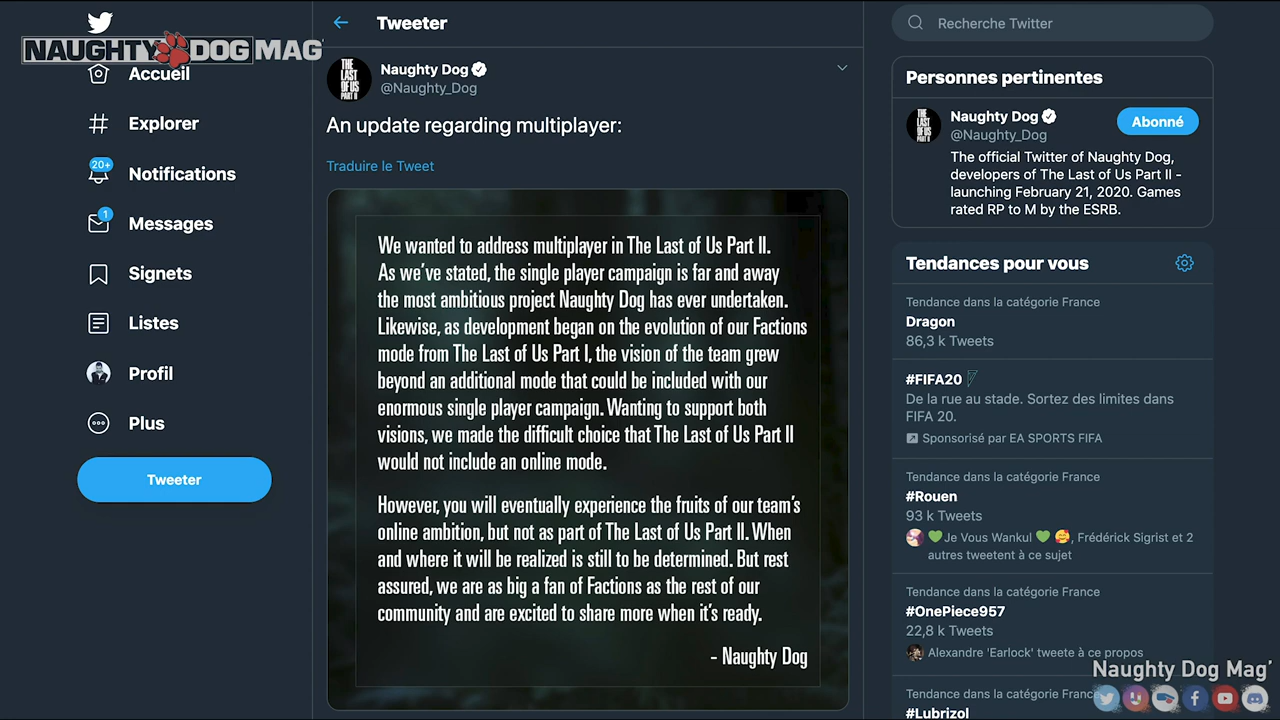 NAUGHTY DOG MAG'
Accueil
Explorer
20+
Notifications
1
Messages
Signets
Listes
Profil
Plus
Tweeter
Tweeter
THE LAST OF US PART II
Naughty Dog
@Naughty_Dog
An update regarding multiplayer:
Traduire le Tweet
We wanted to address multiplayer in The Last of Us Part II.
As we've stated, the single player campaign is far and away
the most ambitious project Naughty Dog has ever undertaken.
Likewise, as development began on the evolution of our Factions
mode from The Last of Us Part I, the vision of the team grew
beyond an additional mode that could be included with our
enormous single player campaign. Wanting to support both
visions, we made the difficult choice that The Last of Us Part II
would not include an online mode.
However, you will eventually experience the fruits of our team's
online ambition, but not as part of The Last of Us Part II. When
and where it will be realized is still to be determined. But rest
assured, we are as big a fan of Factions as the rest of our
community and are excited to share more when it's ready.
- Naughty Dog
Recherche Twitter
Personnes pertinentes
Naughty Dog
@Naughty_Dog
Abonné
The official Twitter of Naughty Dog,
developers of The Last of Us Part II -
launching February 21, 2020. Games
rated RP to M by the ESRB.
Tendances pour vous
Tendance dans la catégorie France
Dragon
86,3 k Tweets
#FIFA20
De la rue au stade. Sortez des limites dans
FIFA 20.
Sponsorisé par EA SPORTS FIFA
Tendance dans la catégorie France
#Rouen
93 k Tweets
💚Je Vous Wankul 💚 🥰, Frédérick Sigrist et 2
autres tweetent à ce sujet
Tendance dans la catégorie France
#OnePiece957
22,8 k Tweets
Alexandre 'Earlock' tweete à ce propos
Tendance dans la catégorie France
#Lubrizol
Naughty Dog Mag'